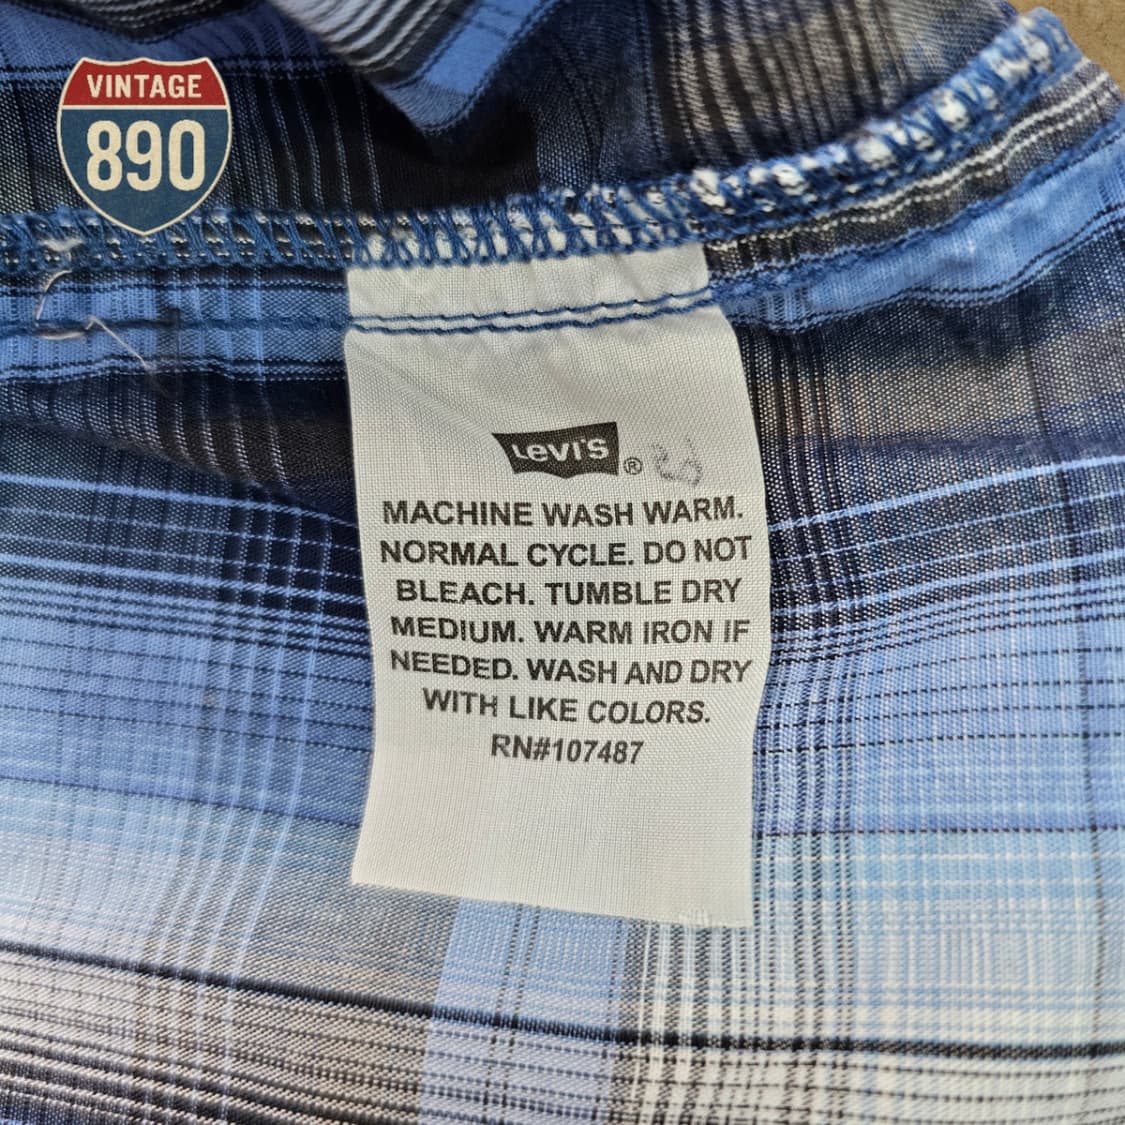 VINTAGE
890
Levi's ®
MACHINE WASH WARM.
NORMAL CYCLE. DO NOT
BLEACH. TUMBLE DRY
MEDIUM. WARM IRON IF
NEEDED. WASH AND DRY
WITH LIKE COLORS.
RN#107487